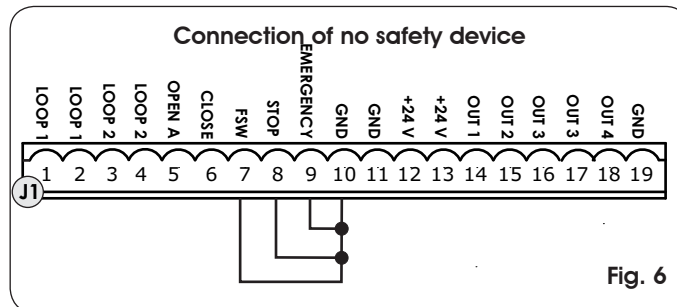 Connection of no safety device
LOOP 1
LOOP 1
LOOP 2
LOOP 2
OPEN A
CLOSE
FSW
STOP
EMERGENCY
GND
GND
+24 V
+24 V
OUT 1
OUT 2
OUT 3
OUT 3
OUT 4
GND
J1
1 2 3 4 5 6 7 8 9 10 11 12 13 14 15 16 17 18 19
Fig. 6